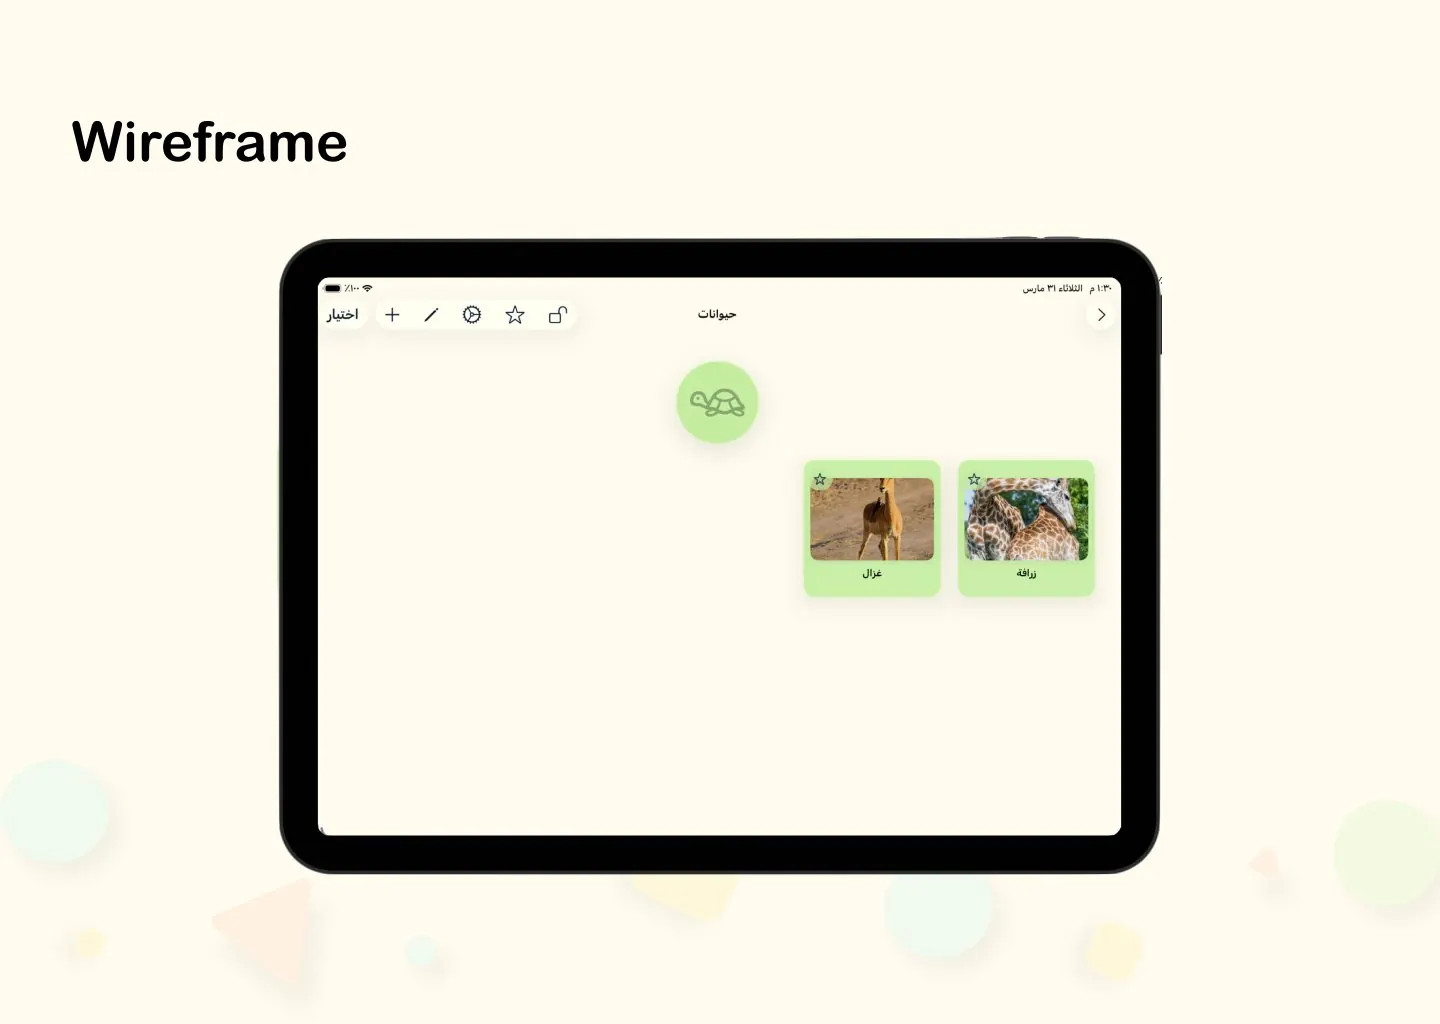 Wireframe
١:٣٠ م الثلاثاء ٣١ مارس
٪١٠٠
حيوانات
اختيار
زرافة
غزال